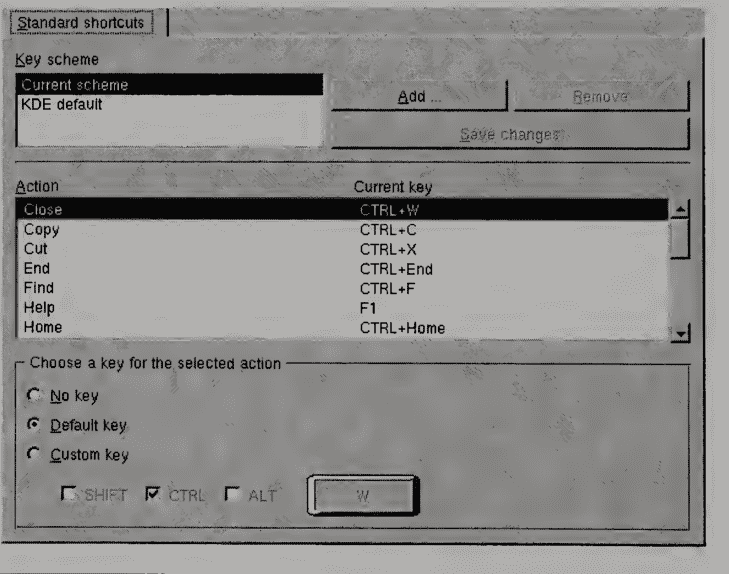 Standard shortcuts
Key scheme
Current scheme
KDE default
Add ...
Remove
Save changes
Action Current key
Close CTRL+W
Copy CTRL+C
Cut CTRL+X
End CTRL+End
Find CTRL+F
Help F1
Home CTRL+Home
Choose a key for the selected action
No key
Default key
Custom key
SHIFT CTRL ALT W